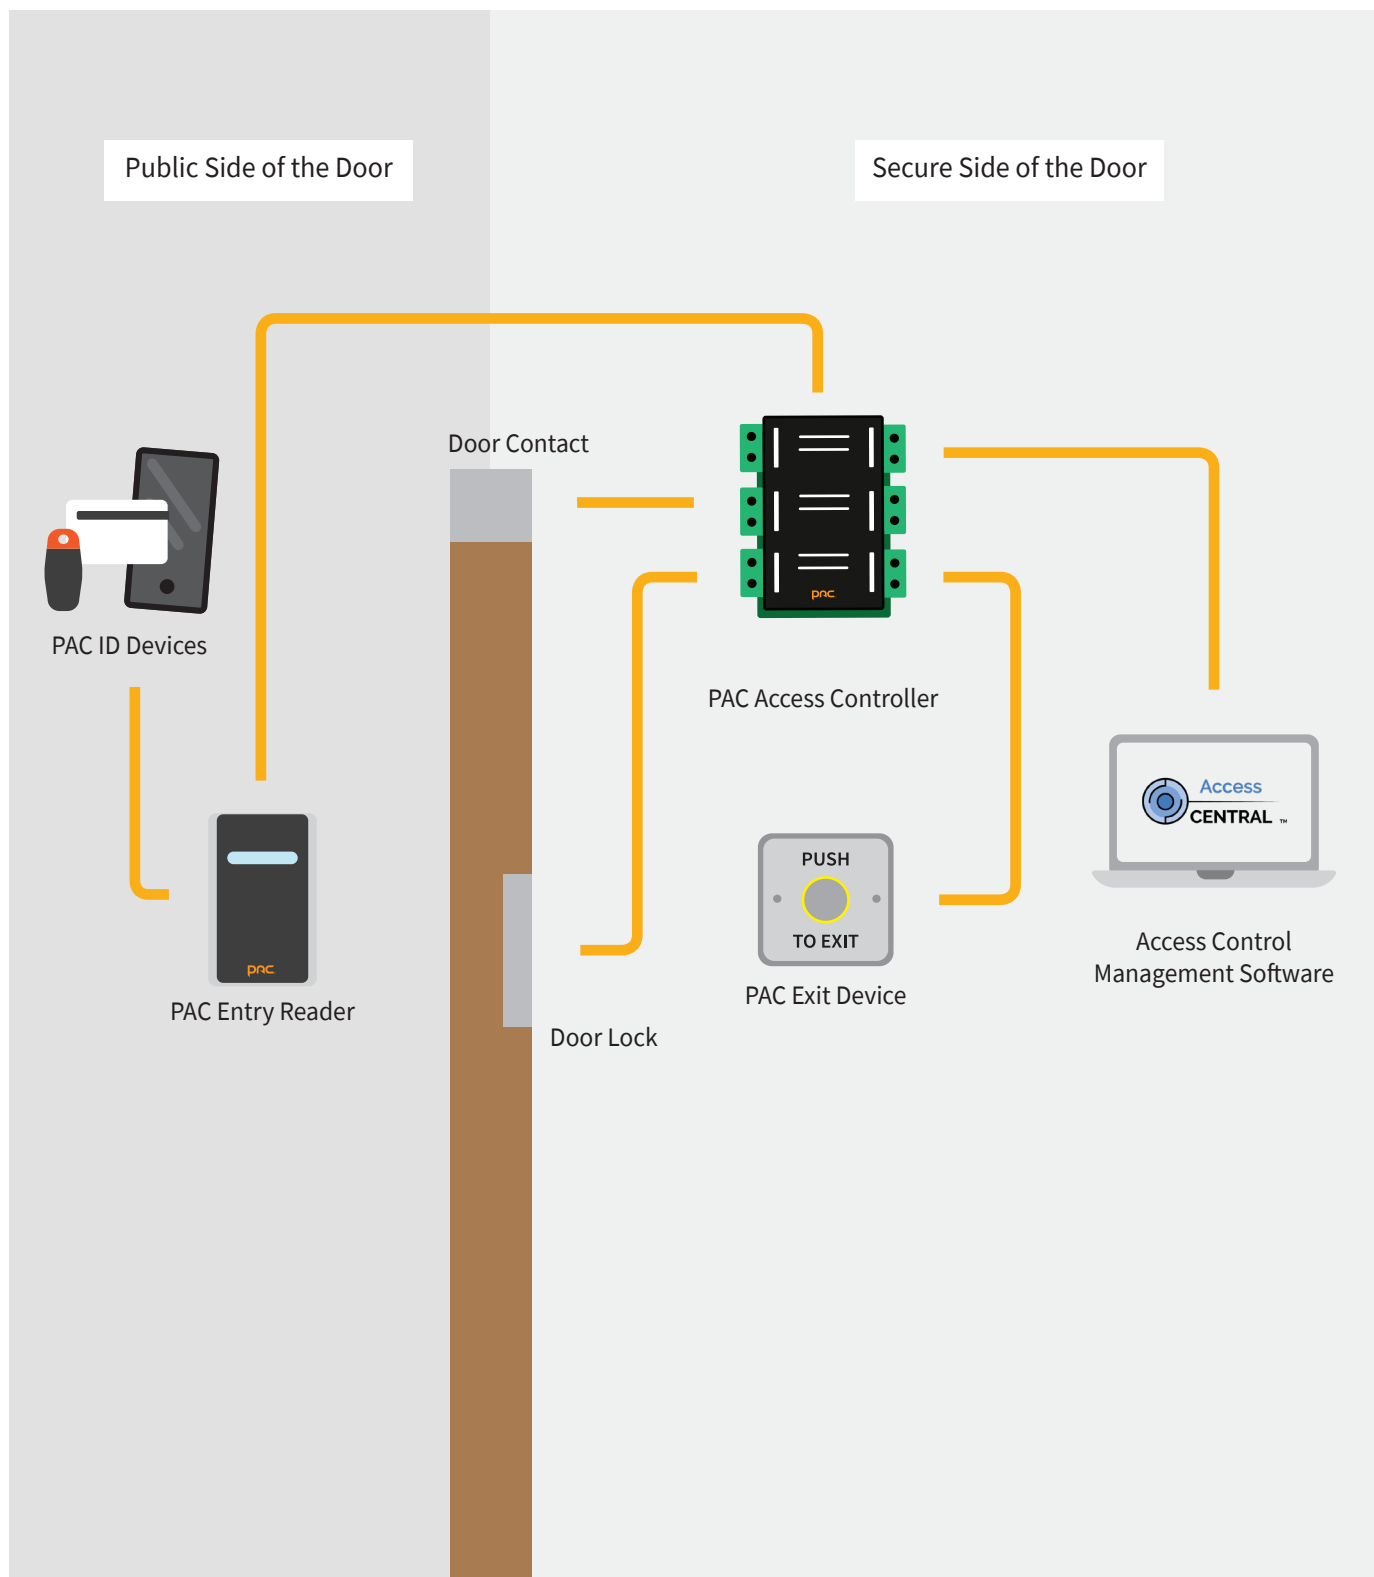 Public Side of the Door
Secure Side of the Door
Door Contact
pac
PAC ID Devices
PAC Access Controller
Access
CENTRAL ™
PUSH
TO EXIT
pac
Access Control
Management Software
PAC Exit Device
PAC Entry Reader
Door Lock